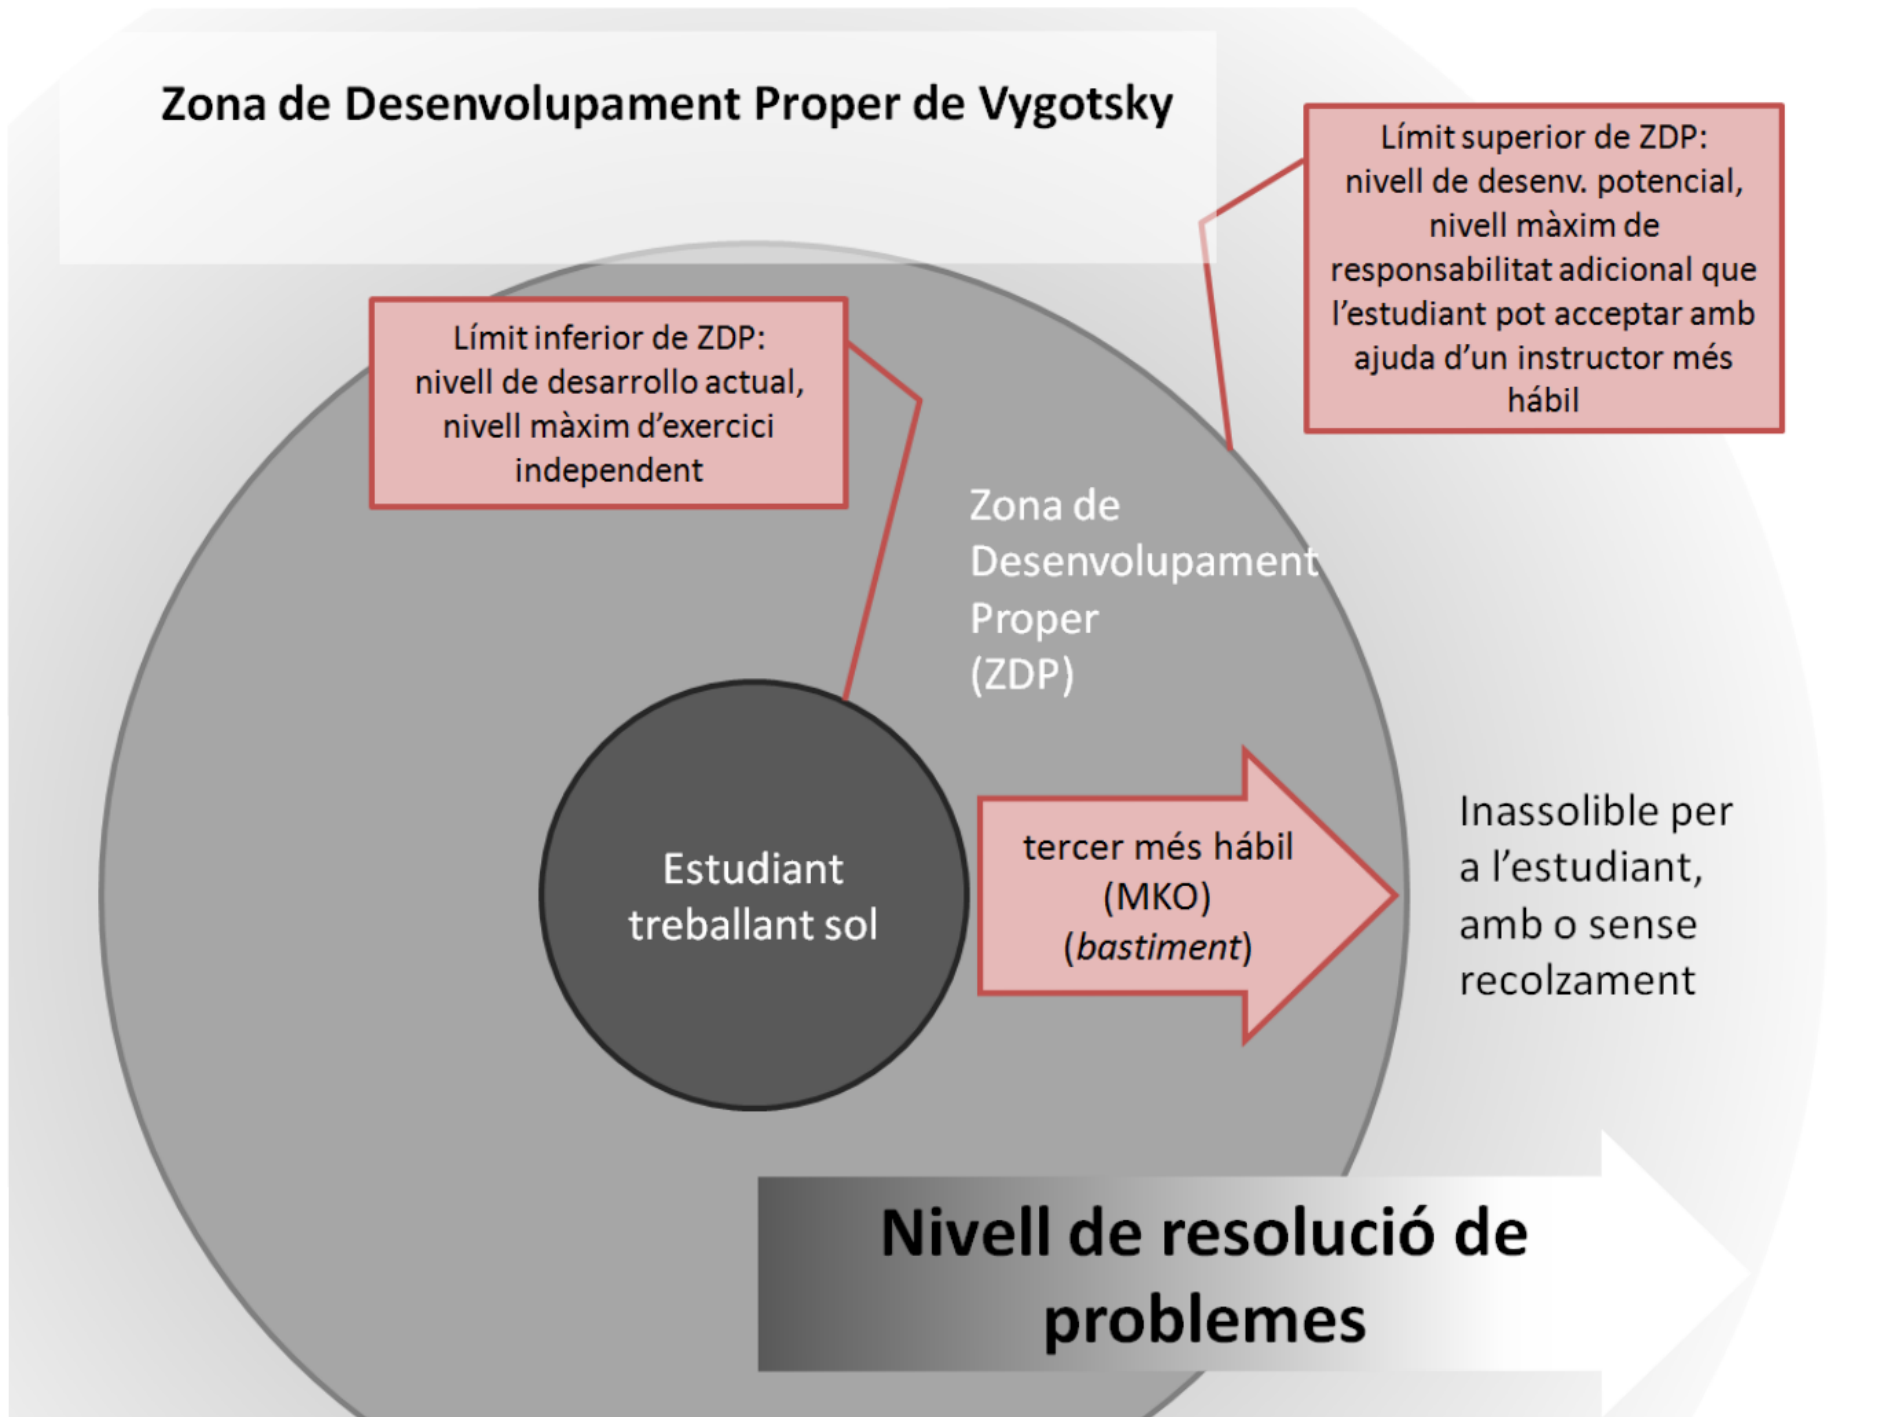 Zona de Desenvolupament Proper de Vygotsky
Límit superior de ZDP:
nivell de desenv. potencial,
nivell màxim de
responsabilitat adicional que
l’estudiant pot acceptar amb
ajuda d’un instructor més
hábil
Límit inferior de ZDP:
nivell de desarrollo actual,
nivell màxim d’exercici
independent
Zona de
Desenvolupament
Proper
(ZDP)
Estudiant
treballant sol
tercer més hábil
(MKO)
(bastiment)
Inassolible per
a l’estudiant,
amb o sense
recolzament
Nivell de resolució de
problemes